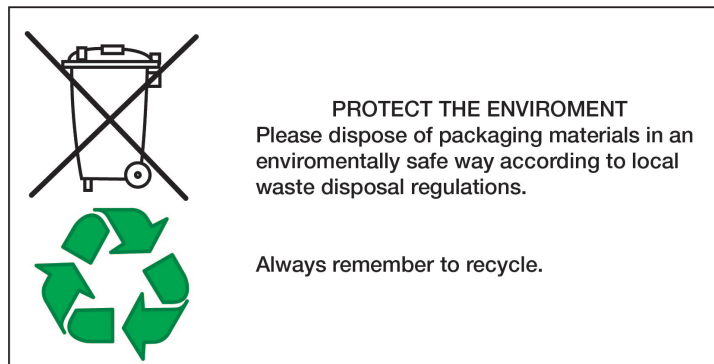 PROTECT THE ENVIROMENT
Please dispose of packaging materials in an
enviromentally safe way according to local
waste disposal regulations.
Always remember to recycle.